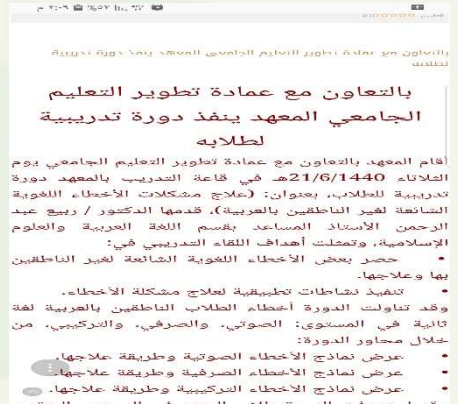 بالتعاون مع عمادة تطوير التعليم الجامعي المعهد ينفذ دورة تدريبية
لطلابه
بالتعاون مع عمادة تطوير التعليم
الجامعي المعهد ينفذ دورة تدريبية
لطلابه
أقام المعهد بالتعاون مع عمادة تطوير التعليم الجامعي يوم
الثلاثاء 21/6/1440هـ في قاعة التدريب بالمعهد دورة
تدريبية للطلاب، بعنوان: (علاج مشكلات الأخطاء اللغوية
الشائعة لغير الناطقين بالعربية)، قدمها الدكتور / ربيع عبد
الرحمن الأستاذ المساعد بقسم اللغة العربية والعلوم
الإسلامية، وتمثلت أهداف اللقاء التدريبي في:
• حصر بعض الأخطاء اللغوية الشائعة لغير الناطقين
بها وعلاجها.
• تنفيذ نشاطات تطبيقية لعلاج مشكلة الأخطاء.
وقد تناولت الدورة أخطاء الطلاب الناطقين بالعربية لغة
ثانية في المستوى: الصوتي، والصرفي، والتركيبي، من
خلال محاور الدورة:
• عرض نماذج الأخطاء الصوتية وطريقة علاجها.
• عرض نماذج الأخطاء الصرفية وطريقة علاجها.
• عرض نماذج الأخطاء التركيبية وطريقة علاجها.